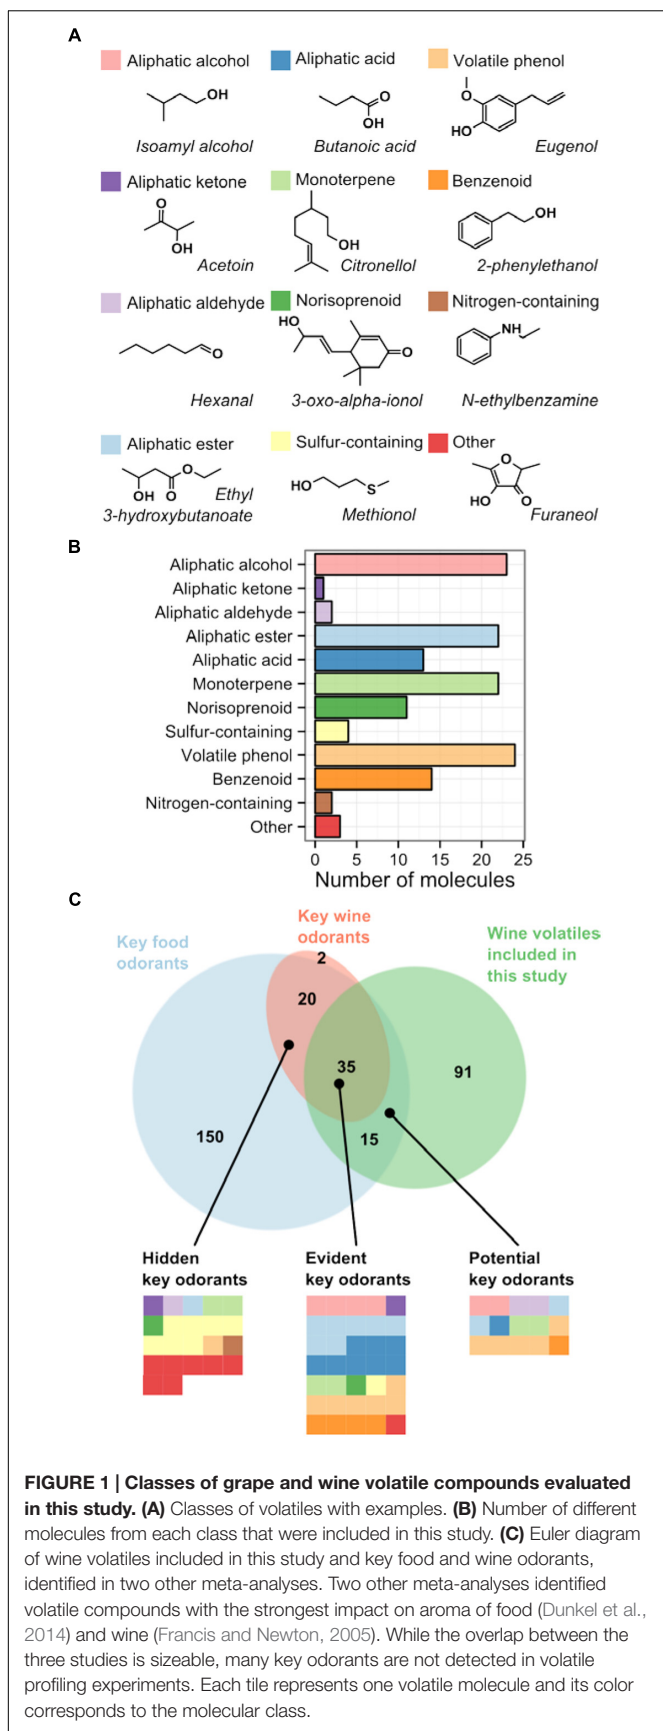 A
Aliphatic alcohol
Aliphatic acid
Volatile phenol
OH
O
OH
O
HO
Isoamyl alcohol
Butanoic acid
Eugenol
Aliphatic ketone
Monoterpene
Benzenoid
O
OH
OH
OH
Acetoin
Citronellol
2-phenylethanol
Aliphatic aldehyde
Norisoprenoid
Nitrogen-containing
O
HO
O
NH
Hexanal
3-oxo-alpha-ionol
N-ethylbenzamine
Aliphatic ester
Sulfur-containing
Other
O
OH
O
HO
S
O
HO
O
Ethyl
3-hydroxybutanoate
Methionol
Furaneol
B
Aliphatic alcohol
Aliphatic ketone
Aliphatic aldehyde
Aliphatic ester
Aliphatic acid
Monoterpene
Norisoprenoid
Sulfur-containing
Volatile phenol
Benzenoid
Nitrogen-containing
Other
0 5 10 15 20 25
Number of molecules
C
Key food
odorants
Key wine
odorants
Wine volatiles
included in
this study
2
20
35
91
150
15
Hidden
key odorants
Evident
key odorants
Potential
key odorants
FIGURE 1 | Classes of grape and wine volatile compounds evaluated
in this study. (A) Classes of volatiles with examples. (B) Number of different
molecules from each class that were included in this study. (C) Euler diagram
of wine volatiles included in this study and key food and wine odorants,
identified in two other meta-analyses. Two other meta-analyses identified
volatile compounds with the strongest impact on aroma of food (Dunkel et al.,
2014) and wine (Francis and Newton, 2005). While the overlap between the
three studies is sizeable, many key odorants are not detected in volatile
profiling experiments. Each tile represents one volatile molecule and its color
corresponds to the molecular class.